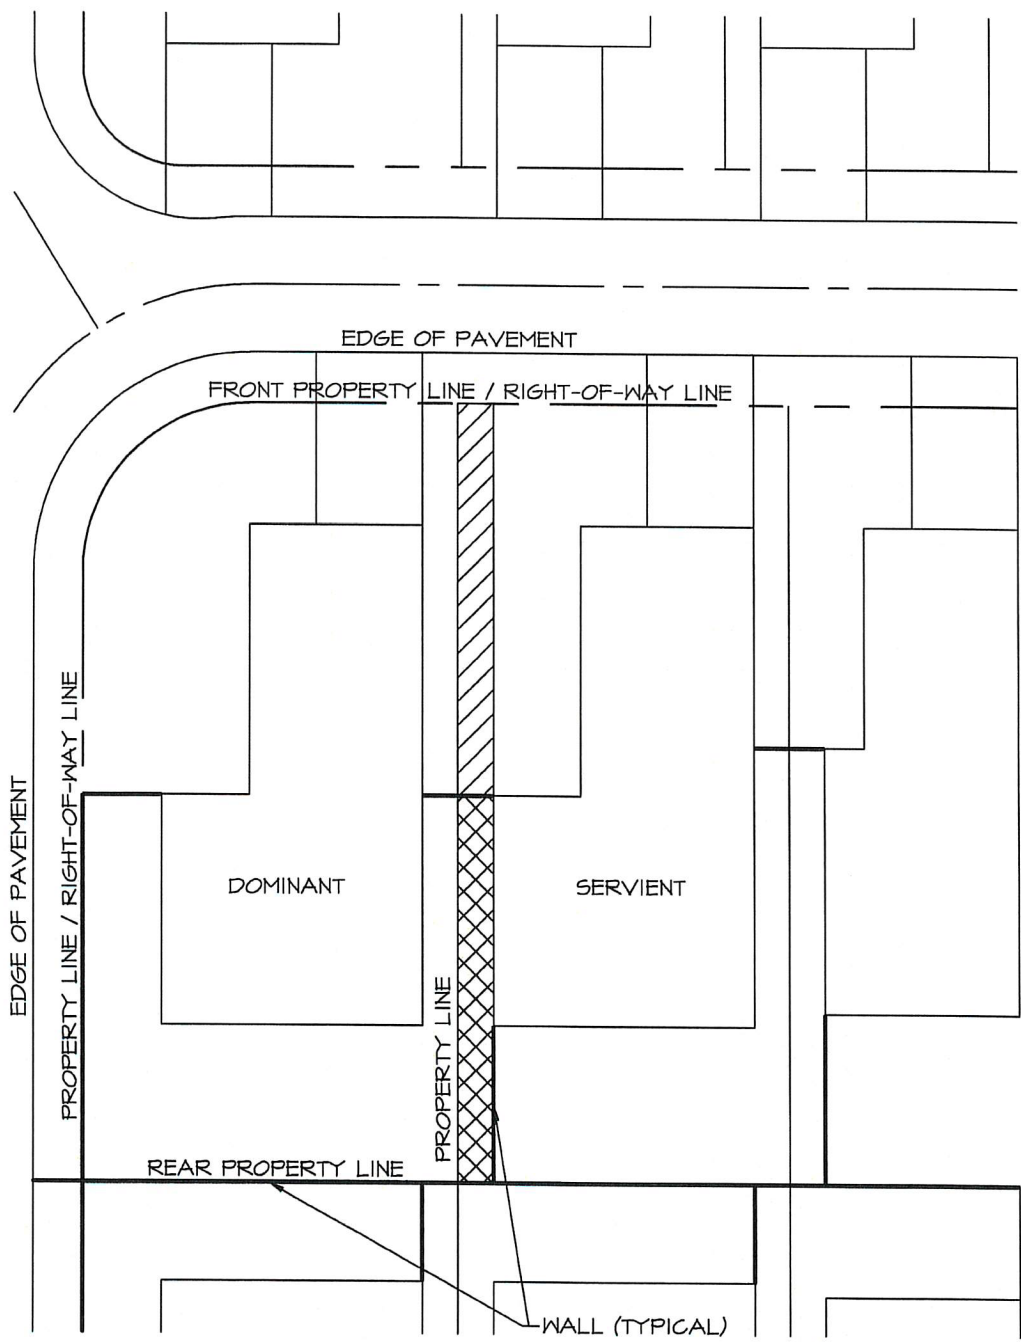 EDGE OF PAVEMENT
FRONT PROPERTY LINE / RIGHT-OF-WAY LINE
EDGE OF PAVEMENT
PROPERTY LINE / RIGHT-OF-WAY LINE
DOMINANT
SERVIENT
PROPERTY LINE
REAR PROPERTY LINE
WALL (TYPICAL)